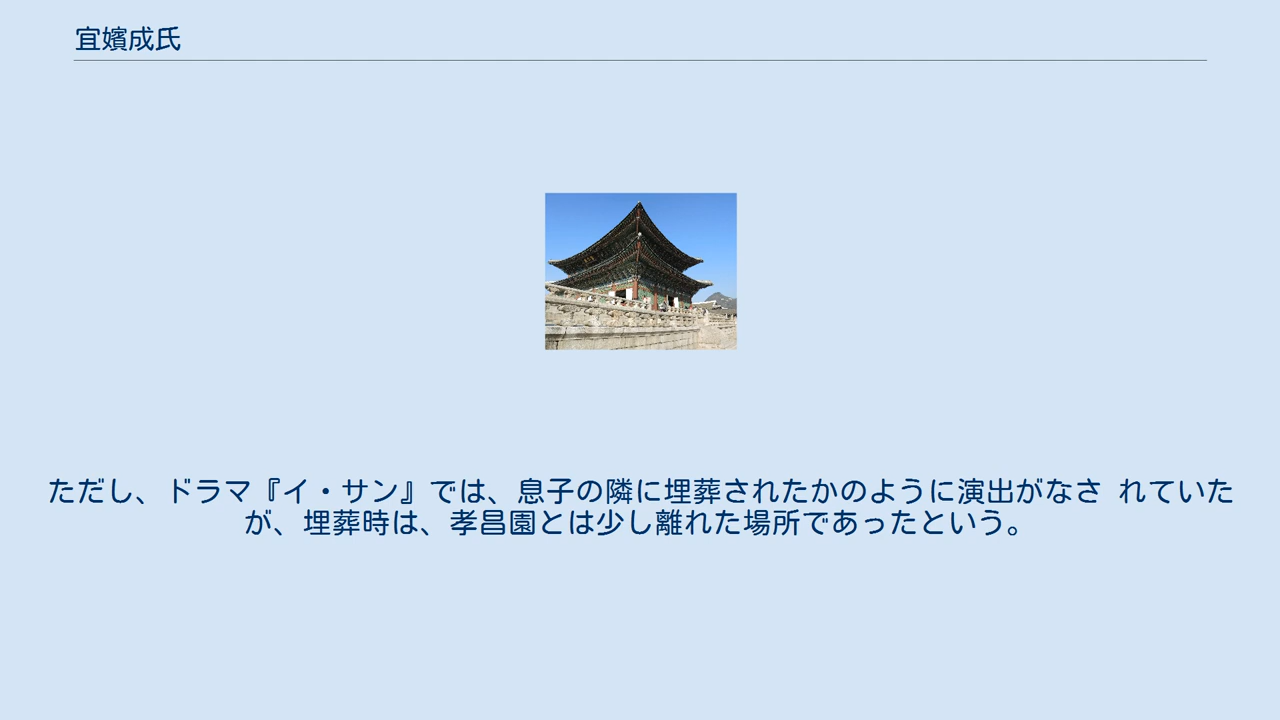 宜嬪成氏
ただし、ドラマ『イ・サン』では、息子の隣に埋葬されたかのように演出がなさ れていた
が、埋葬時は、孝昌園とは少し離れた場所であったという。